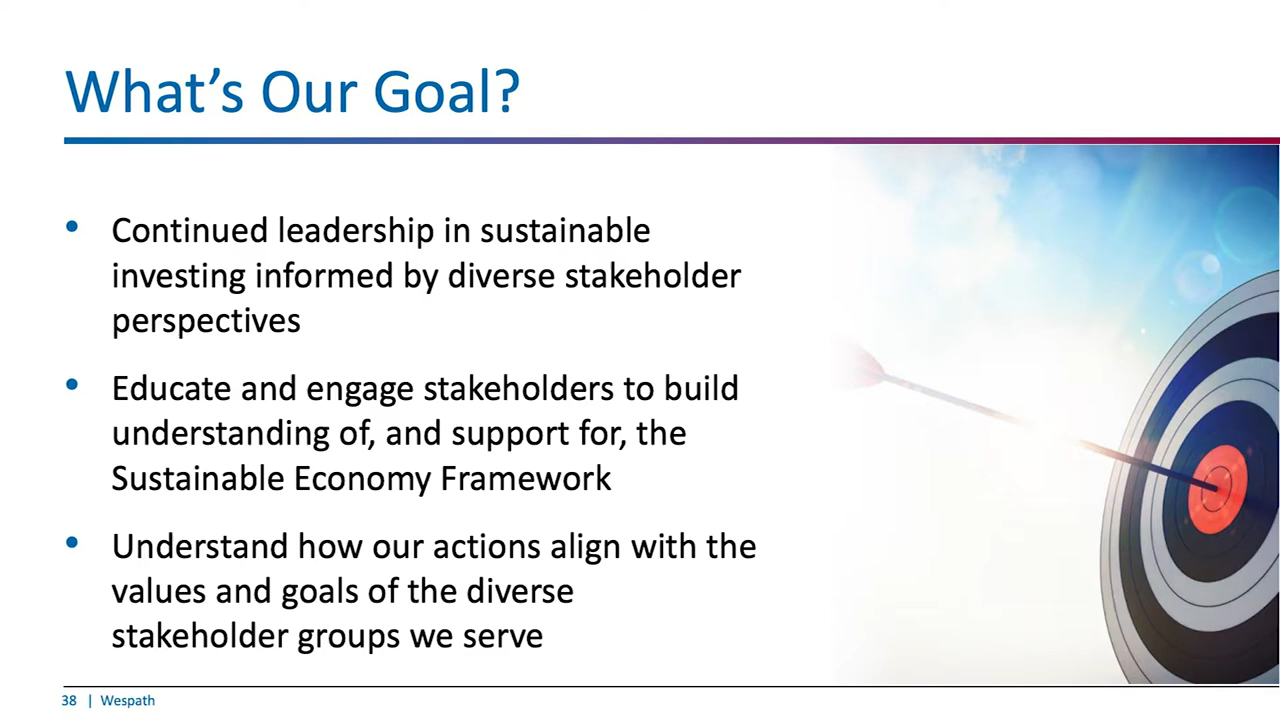 What’s Our Goal?
• Continued leadership in sustainable
investing informed by diverse stakeholder
perspectives
• Educate and engage stakeholders to build
understanding of, and support for, the
Sustainable Economy Framework
• Understand how our actions align with the
values and goals of the diverse
stakeholder groups we serve
38 | Wespath